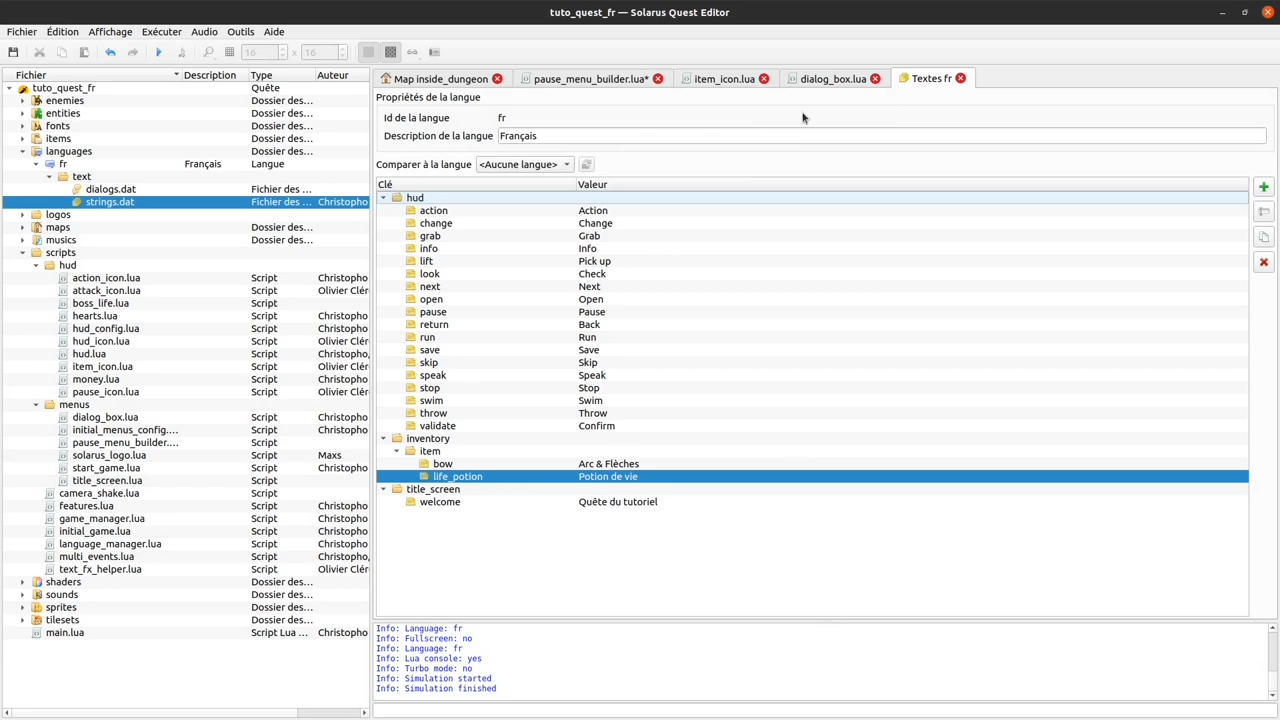 tuto_quest_fr — Solarus Quest Editor
Fichier Édition Affichage Exécuter Audio Outils Aide
16 x 16
Fichier Description Type Auteur
tuto_quest_fr Quête
enemies Dossier des...
entities Dossier des...
fonts Dossier des...
items Dossier des...
languages Dossier des...
fr Français Langue
text Dossier des...
dialogs.dat Fichier des ...
strings.dat Fichier des ... Christopho
logos Dossier des...
maps Dossier des...
musics Dossier des...
scripts Dossier des...
hud Dossier des...
action_icon.lua Script Christopho
attack_icon.lua Script Olivier Clér
boss_life.lua Script
hearts.lua Script Christopho
hud_config.lua Script Christopho
hud_icon.lua Script Olivier Clér
hud.lua Script Christopho,
item_icon.lua Script Olivier Clér
money.lua Script Christopho
pause_icon.lua Script Olivier Clér
menus Dossier des...
dialog_box.lua Script Christopho
initial_menus_config.... Script Christopho
pause_menu_builder.... Script
solarus_logo.lua Script Maxs
start_game.lua Script Christopho
title_screen.lua Script
camera_shake.lua Script
features.lua Script Christopho
game_manager.lua Script Christopho
initial_game.lua Script Christopho
language_manager.lua Script Christopho
multi_events.lua Script Christopho,
text_fx_helper.lua Script Olivier Clér
shaders Dossier des...
sounds Dossier des...
sprites Dossier des...
tilesets Dossier des...
main.lua Script Lua ... Christopho
Map inside_dungeon pause_menu_builder.lua* item_icon.lua dialog_box.lua Textes fr
Propriétés de la langue
Id de la langue fr
Description de la langue Français
Comparer à la langue <Aucune langue>
Clé Valeur
hud
action Action
change Change
grab Grab
info Info
lift Pick up
look Check
next Next
open Open
pause Pause
return Back
run Run
save Save
skip Skip
speak Speak
stop Stop
swim Swim
throw Throw
validate Confirm
inventory
item
bow Arc & Flèches
life_potion Potion de vie
title_screen
welcome Quête du tutoriel
Info: Language: fr
Info: Fullscreen: no
Info: Language: fr
Info: Lua console: yes
Info: Turbo mode: no
Info: Simulation started
Info: Simulation finished